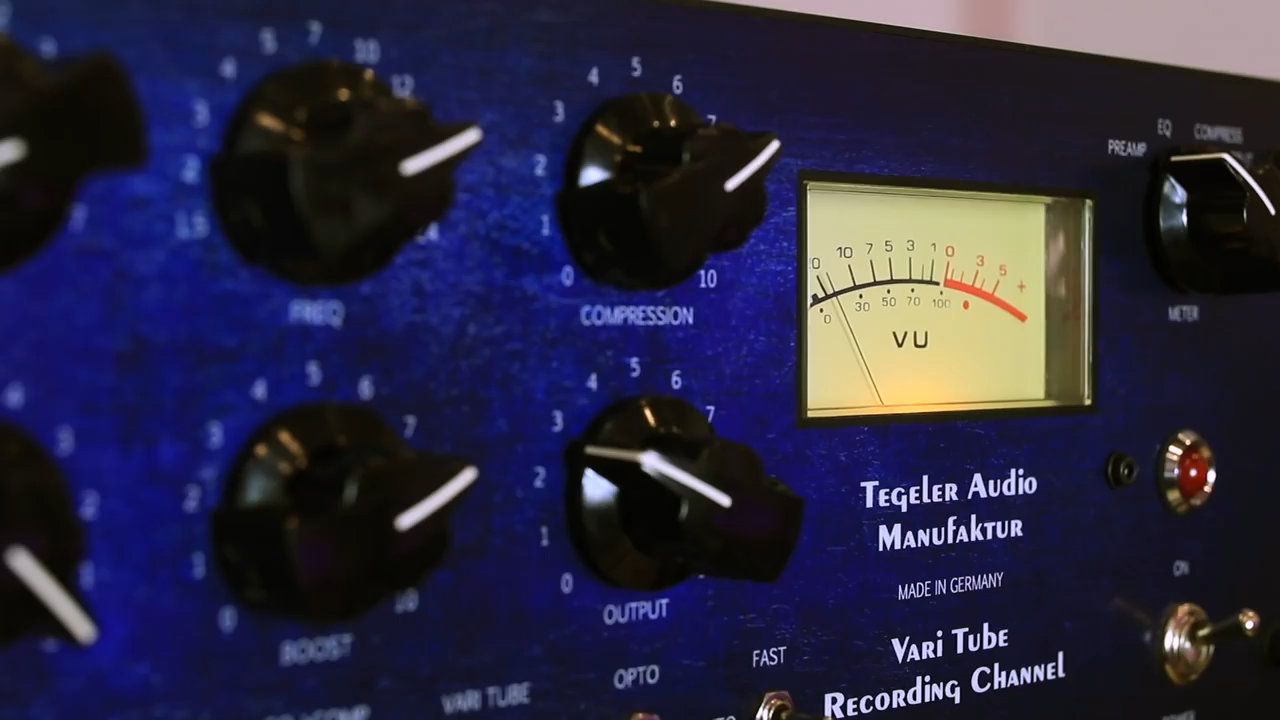 5 7 10
4 12
3
2
1.5
14
FREQ
4 5 6
3 7
2
1
0 10
COMPRESSION
PREAMP EQ COMPRESS
METER
10 7 5 3 1 0 3 5 +
0 30 50 70 100
VU
4 5 6
3 7
2
1
0 10
BOOST
4 5 6
3 7
2
1
0
OUTPUT
Tegeler Audio
Manufaktur
MADE IN GERMANY
Vari Tube
Recording Channel
ON
VARI TUBE
OPTO
FAST